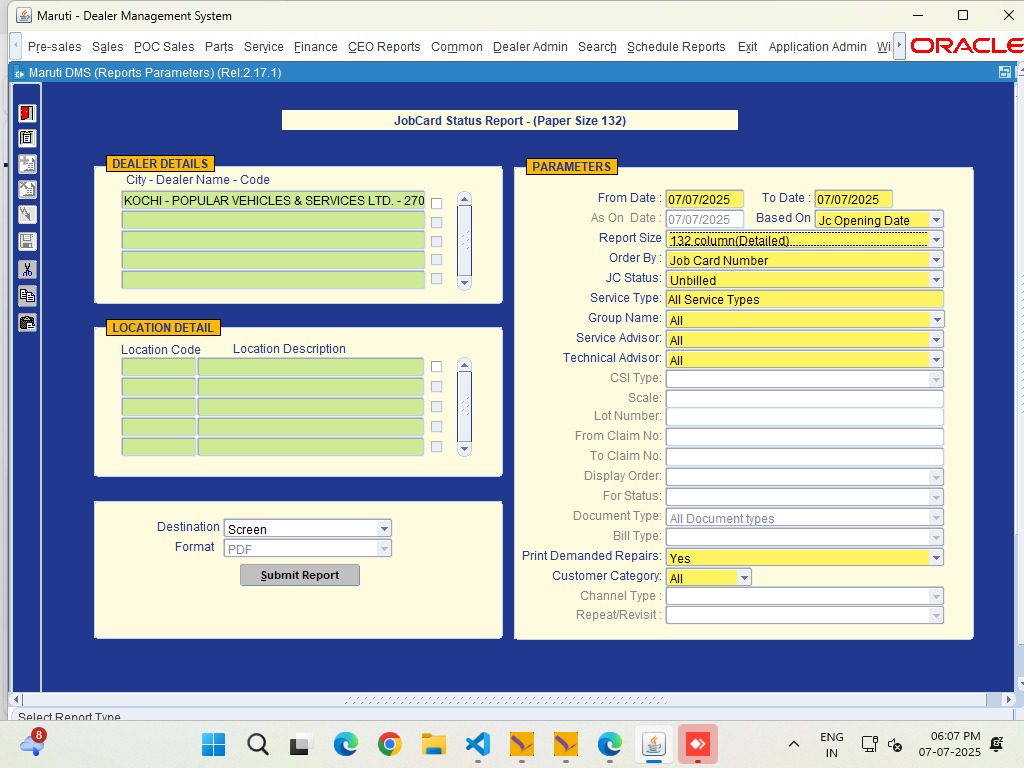 Maruti - Dealer Management System
Pre-sales Sales POC Sales Parts Service Finance CEO Reports Common Dealer Admin Search Schedule Reports Exit Application Admin Wi ORACLE
Maruti DMS (Reports Parameters) (Rel:2.17.1)
JobCard Status Report - (Paper Size 132)
DEALER DETAILS
City - Dealer Name - Code
KOCHI - POPULAR VEHICLES & SERVICES LTD. - 270
LOCATION DETAIL
Location Code Location Description
Destination Screen
Format PDF
Submit Report
PARAMETERS
From Date : 07/07/2025 To Date : 07/07/2025
As On Date : 07/07/2025 Based On Jc Opening Date
Report Size 132 column(Detailed)
Order By : Job Card Number
JC Status: Unbilled
Service Type: All Service Types
Group Name: All
Service Advisor: All
Technical Advisor: All
CSI Type:
Scale:
Lot Number:
From Claim No:
To Claim No:
Display Order:
For Status:
Document Type: All Document types
Bill Type:
Print Demanded Repairs: Yes
Customer Category: All
Channel Type :
Repeat/Revisit :
Select Report Type
8
ENG
IN
06:07 PM
07-07-2025